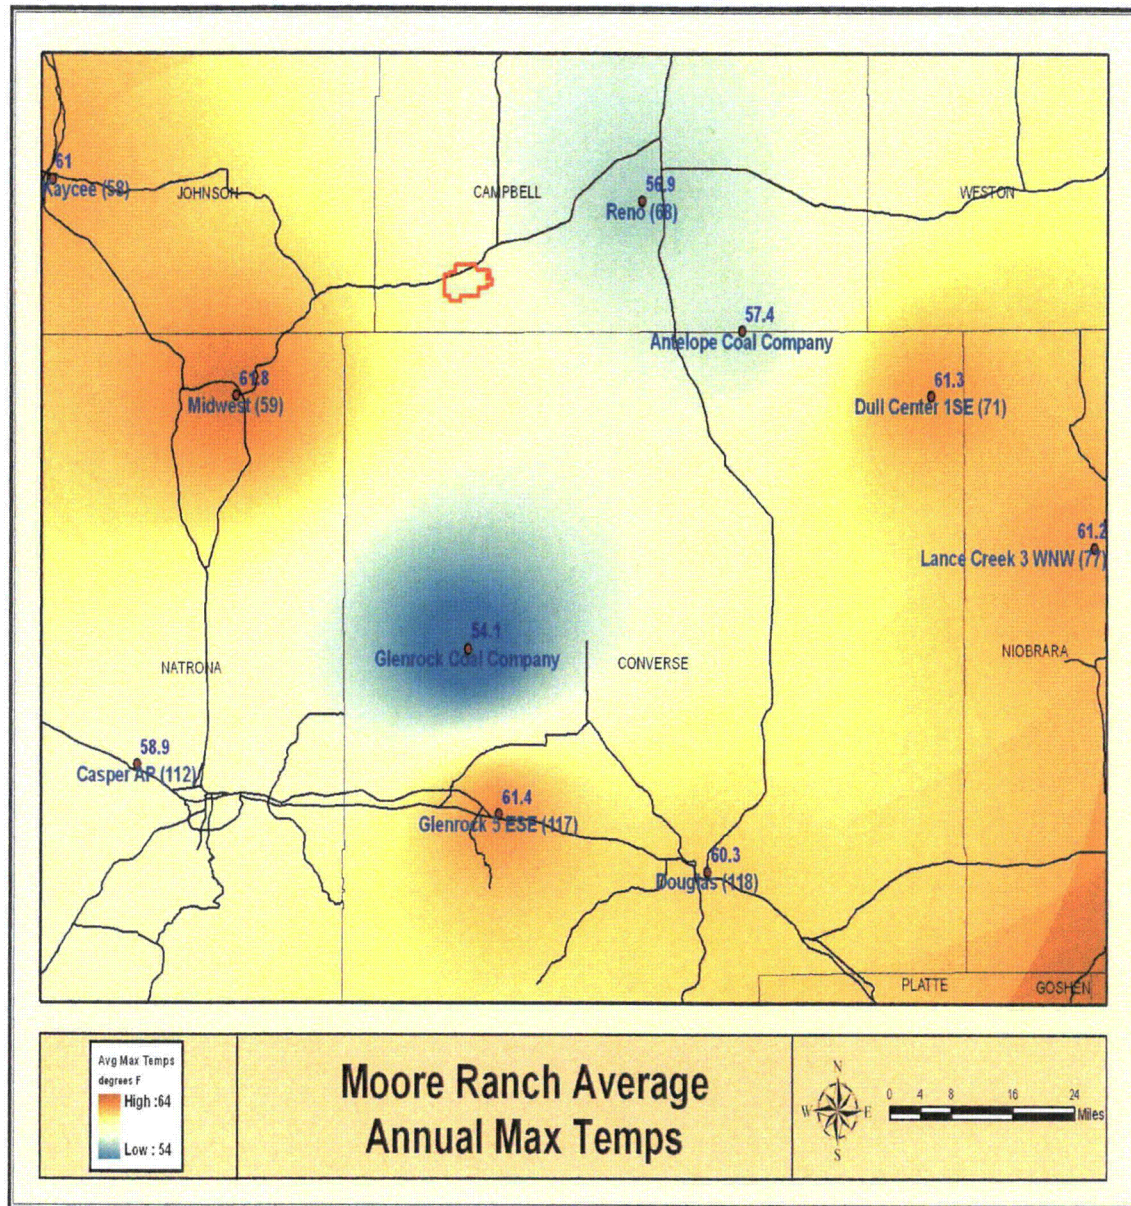 61
Kaycee (58)
JOHNSON
CAMPBELL
56.9
Reno (68)
WESTON
57.4
Antelope Coal Company
61.8
Midwest (59)
61.3
Dull Center 1SE (71)
61.2
Lance Creek 3 WNW (77)
54.1
Glenrock Coal Company
NATRONA
CONVERSE
NIOBRARA
58.9
Casper AP (112)
61.4
Glenrock 5 ESE (117)
60.3
Douglas (118)
PLATTE
GOSHEN
Avg Max Temps
degrees F
High :64
Low : 54
Moore Ranch Average
Annual Max Temps
N
W E
S
0 4 8 16 24
Miles